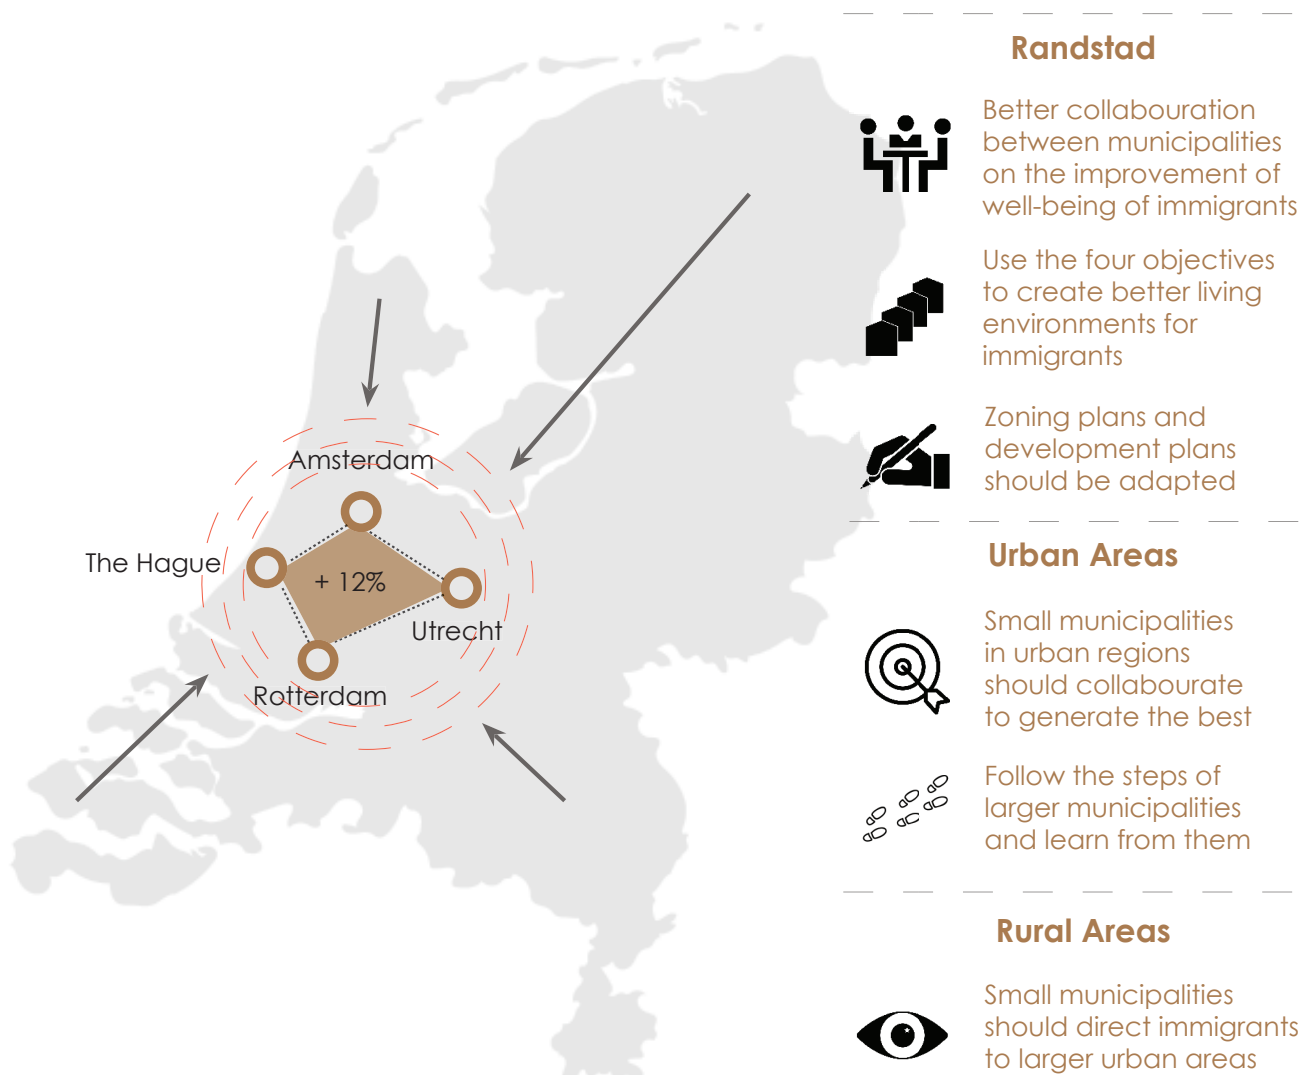 Amsterdam
The Hague
+ 12%
Utrecht
Rotterdam
Randstad
Better collabouration
between municipalities
on the improvement of
well-being of immigrants
Use the four objectives
to create better living
environments for
immigrants
Zoning plans and
development plans
should be adapted
Urban Areas
Small municipalities
in urban regions
should collabourate
to generate the best
Follow the steps of
larger municipalities
and learn from them
Rural Areas
Small municipalities
should direct immigrants
to larger urban areas